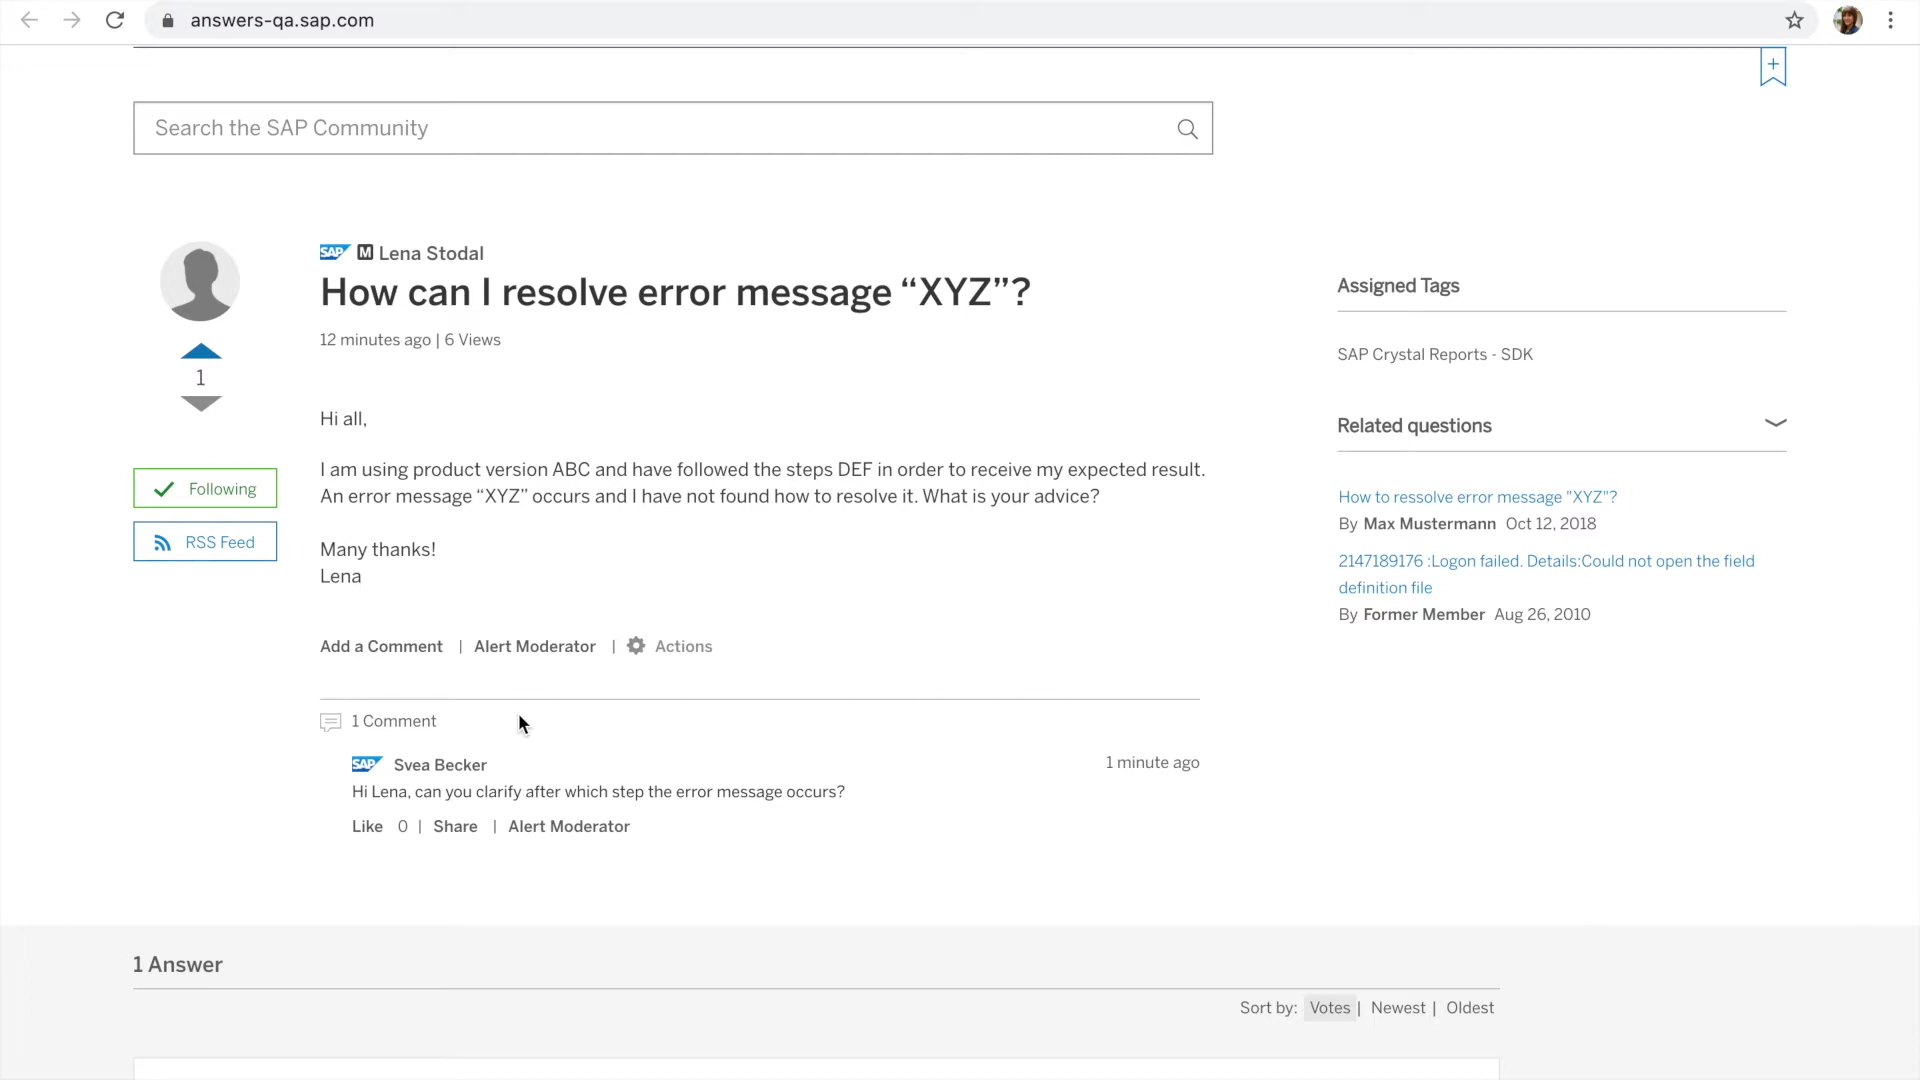 answers-qa.sap.com
Search the SAP Community
SAP M Lena Stodal
How can I resolve error message “XYZ”?
12 minutes ago | 6 Views
1
Hi all,
I am using product version ABC and have followed the steps DEF in order to receive my expected result.
An error message “XYZ” occurs and I have not found how to resolve it. What is your advice?
Many thanks!
Lena
Following
RSS Feed
Add a Comment | Alert Moderator | Actions
1 Comment
SAP Svea Becker 1 minute ago
Hi Lena, can you clarify after which step the error message occurs?
Like 0 | Share | Alert Moderator
Assigned Tags
SAP Crystal Reports - SDK
Related questions
How to ressolve error message "XYZ"?
By Max Mustermann Oct 12, 2018
2147189176 :Logon failed. Details:Could not open the field
definition file
By Former Member Aug 26, 2010
1 Answer
Sort by: Votes | Newest | Oldest